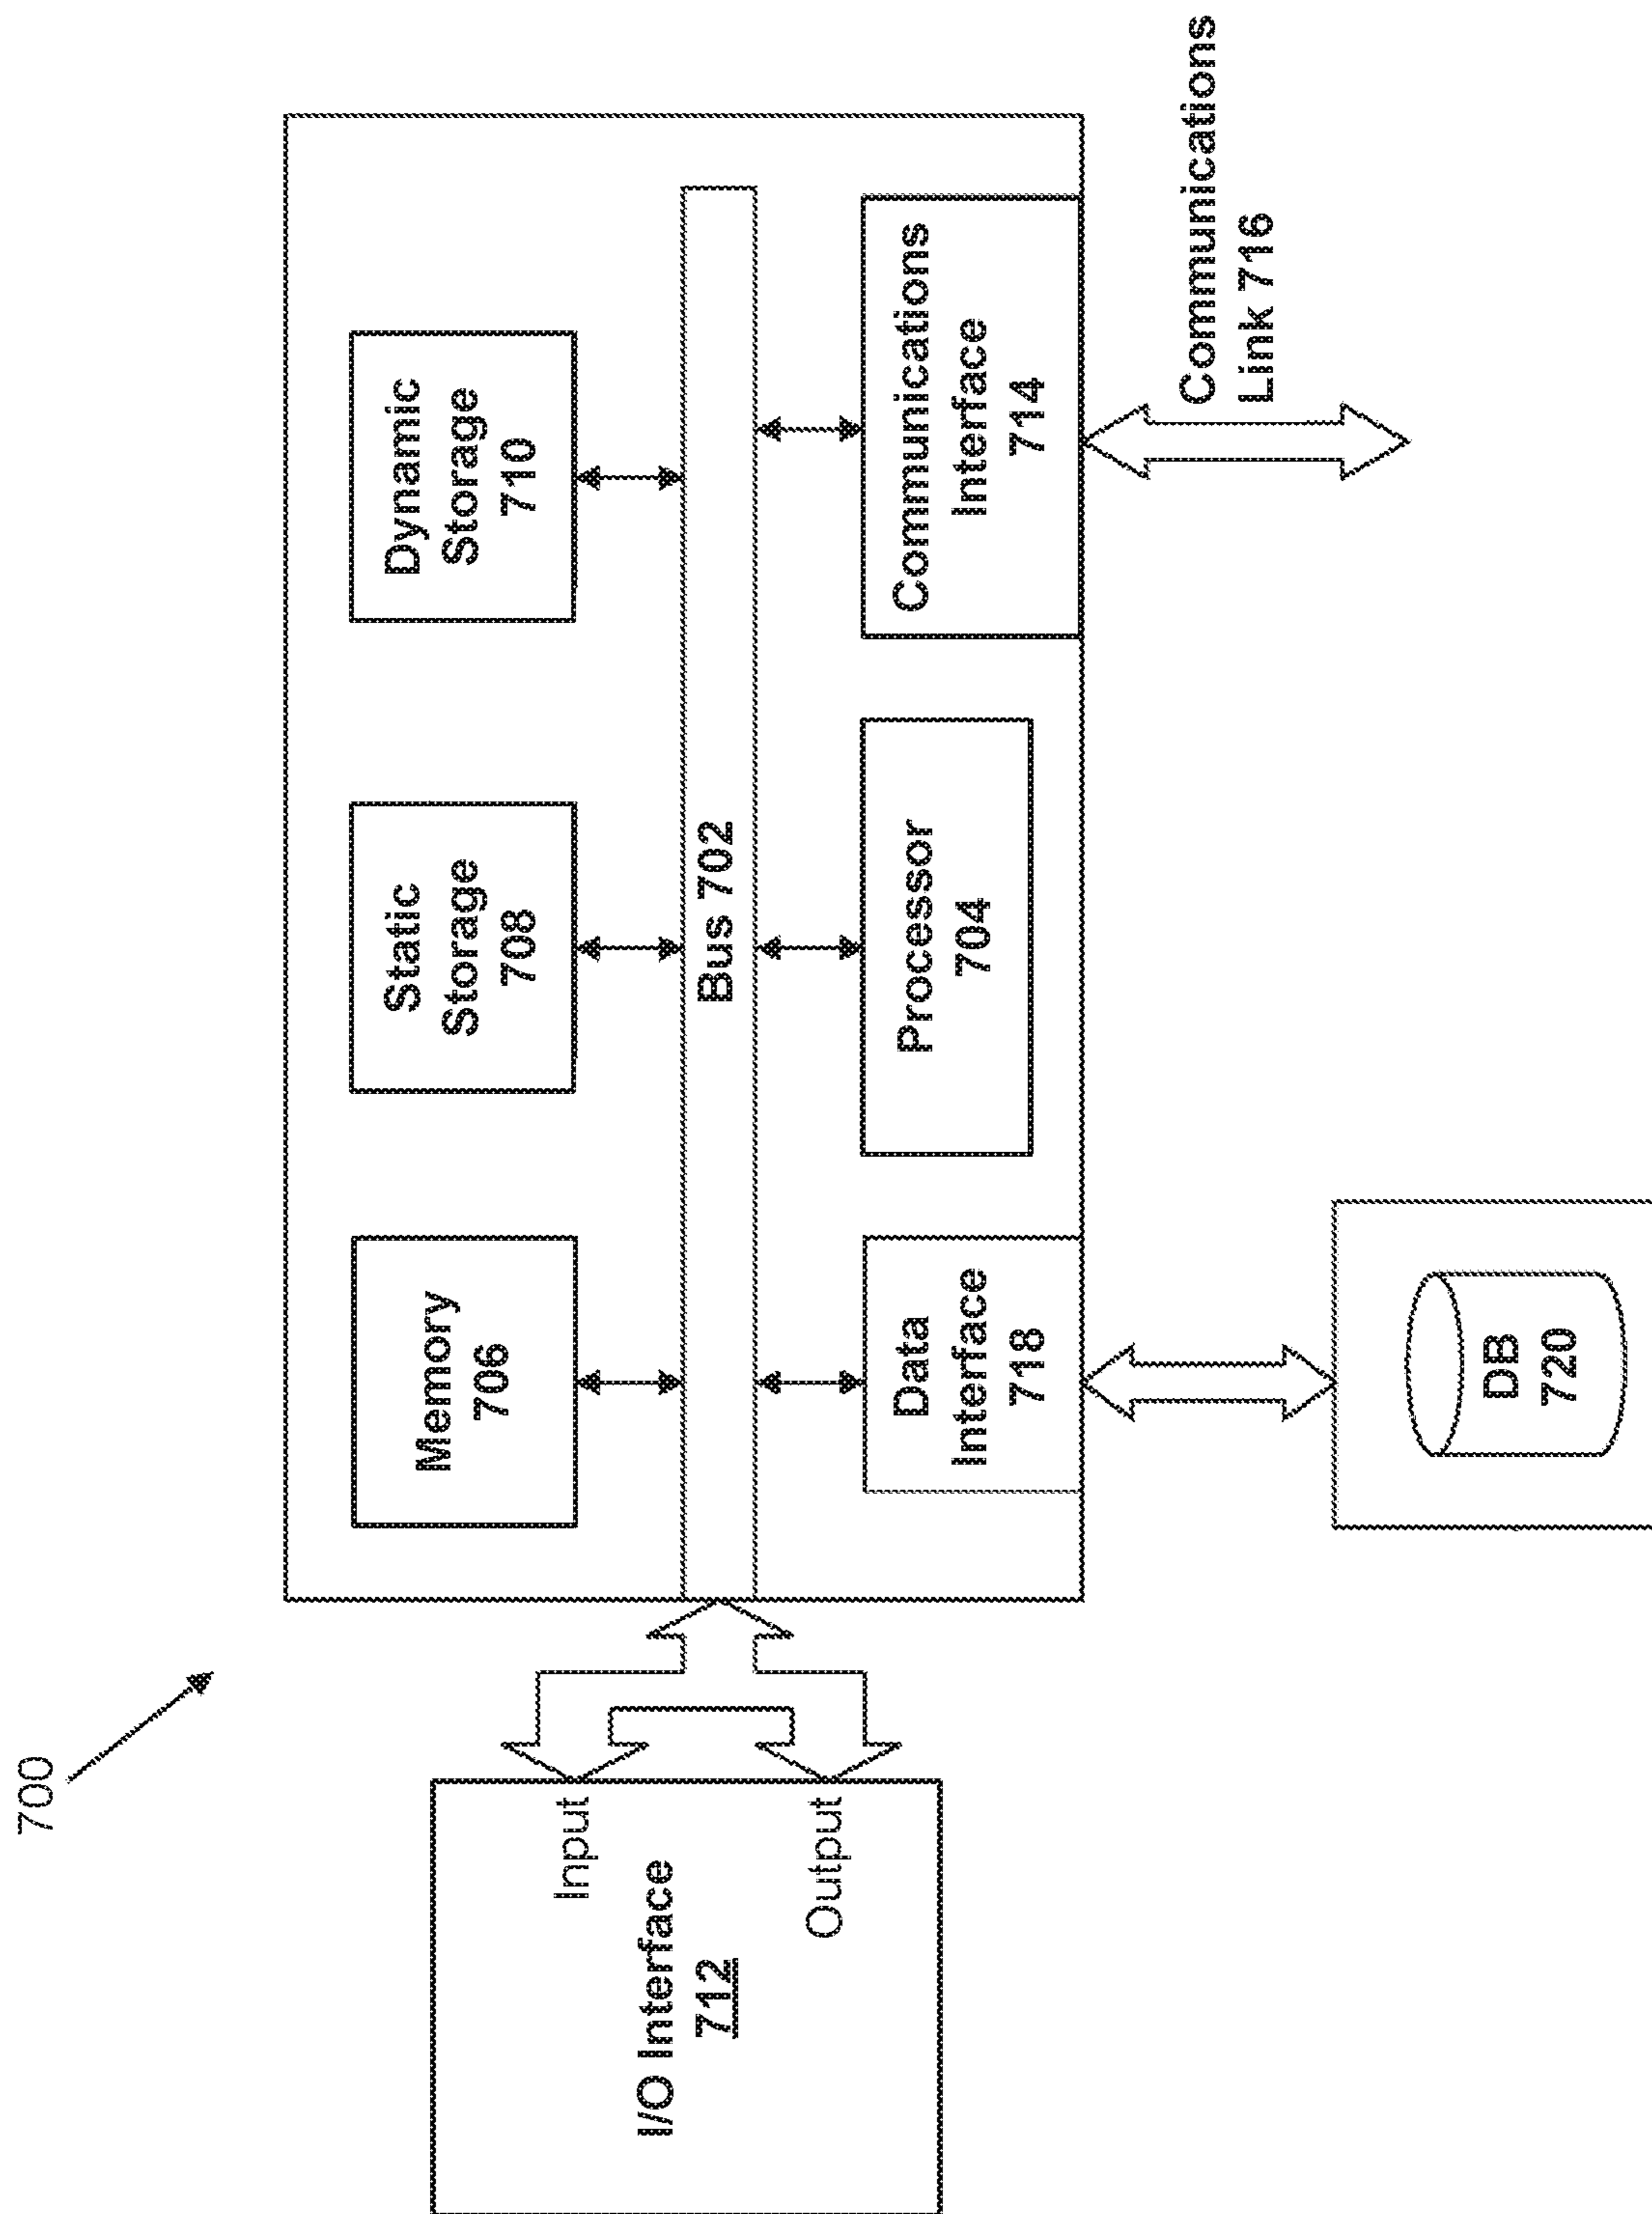 700
Memory
706
Static
Storage
708
Dynamic
Storage
710
I/O Interface
712
Input
Output
Bus 702
Data
Interface
718
Processor
704
Communications
Interface
714
DB
720
Communications
Link 716